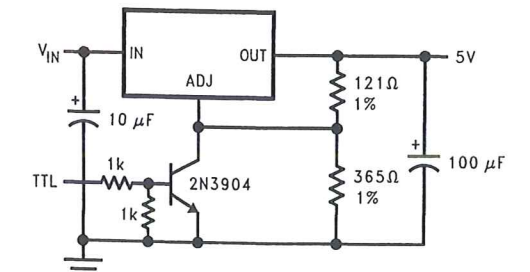 V_IN
IN
OUT
5V
ADJ
121Ω
1%
+
10 μF
1k
TTL
2N3904
1k
365Ω
1%
+
100 μF